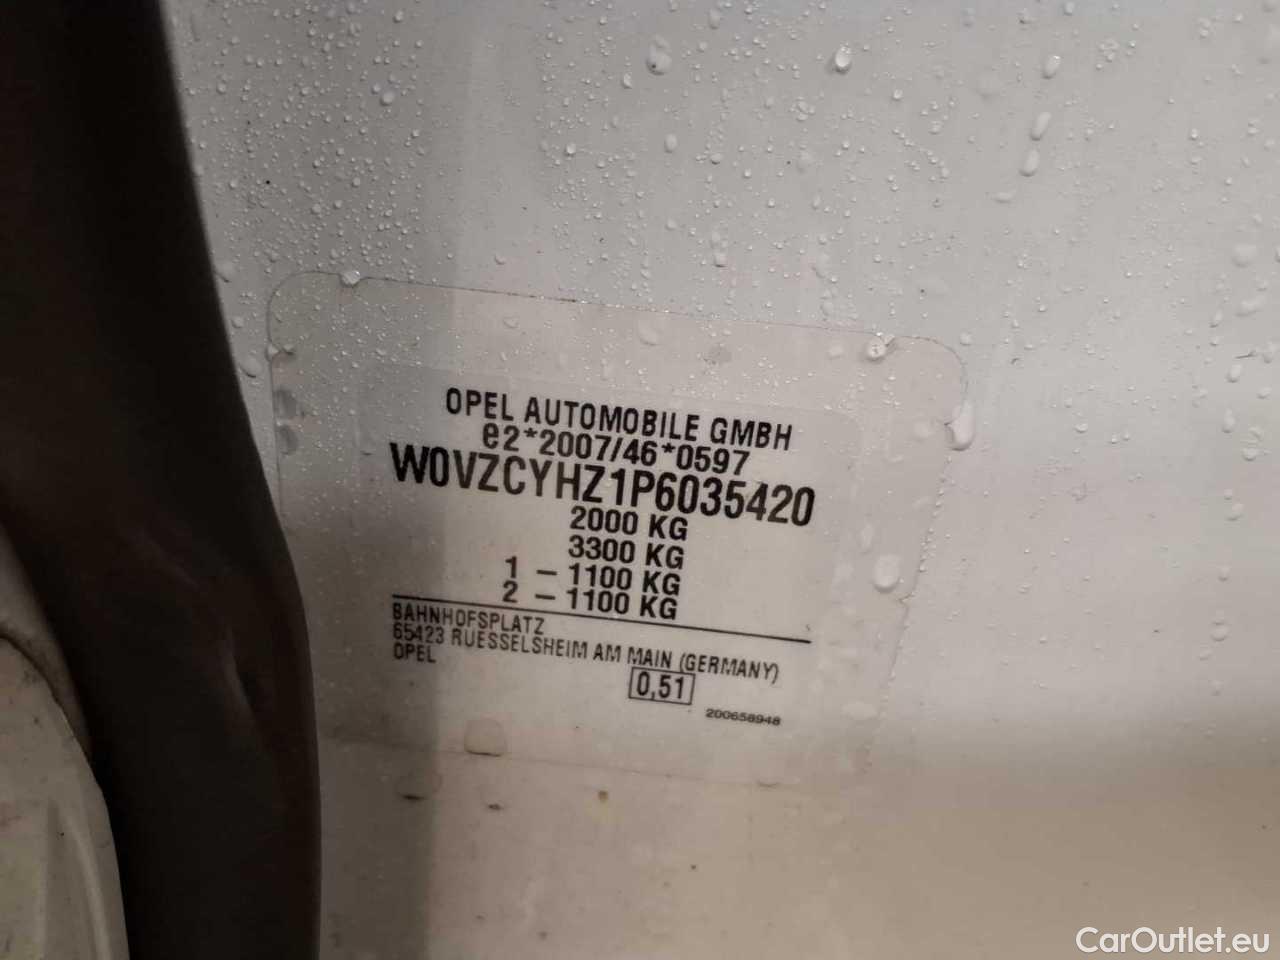 OPEL AUTOMOBILE GMBH
e2*2007/46*0597
W0VZCYHZ1P6035420
2000 KG
3300 KG
1 - 1100 KG
2 - 1100 KG
BAHNHOFSPLATZ
65423 RUESSELSHEIM AM MAIN (GERMANY)
OPEL
0,51
200658948
CarOutlet.eu